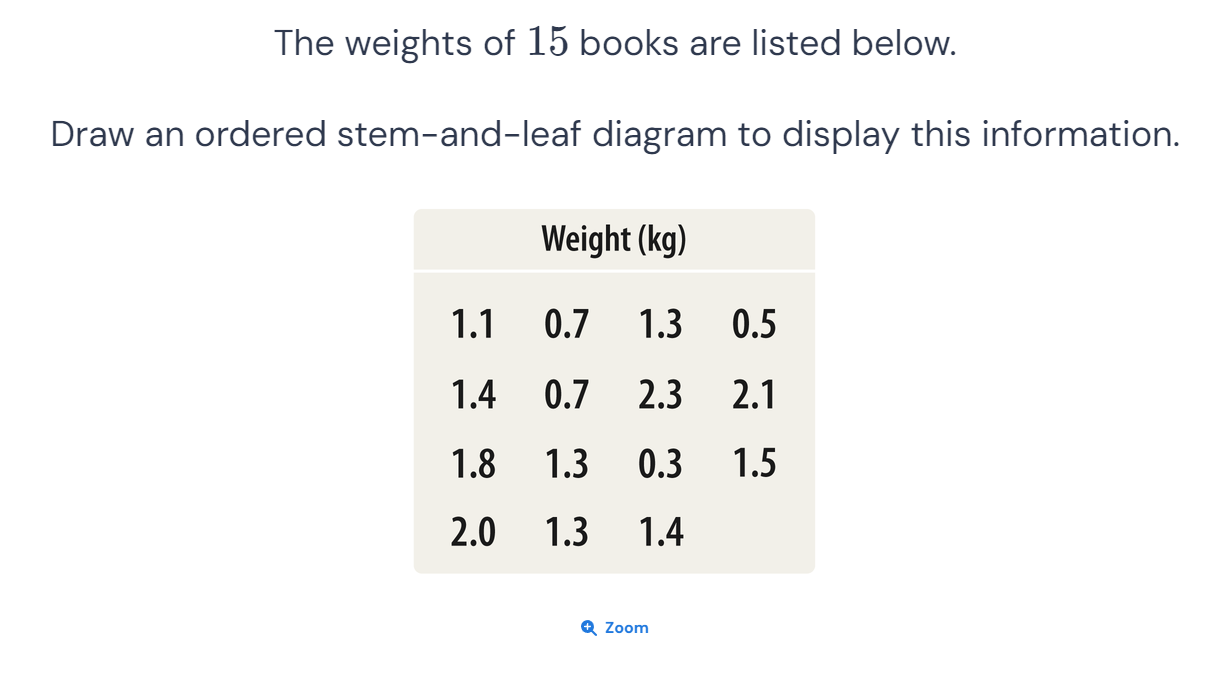 The weights of 15 books are listed below.
Draw an ordered stem-and-leaf diagram to display this information.
Weight (kg)
1.1 0.7 1.3 0.5
1.4 0.7 2.3 2.1
1.8 1.3 0.3 1.5
2.0 1.3 1.4
Zoom